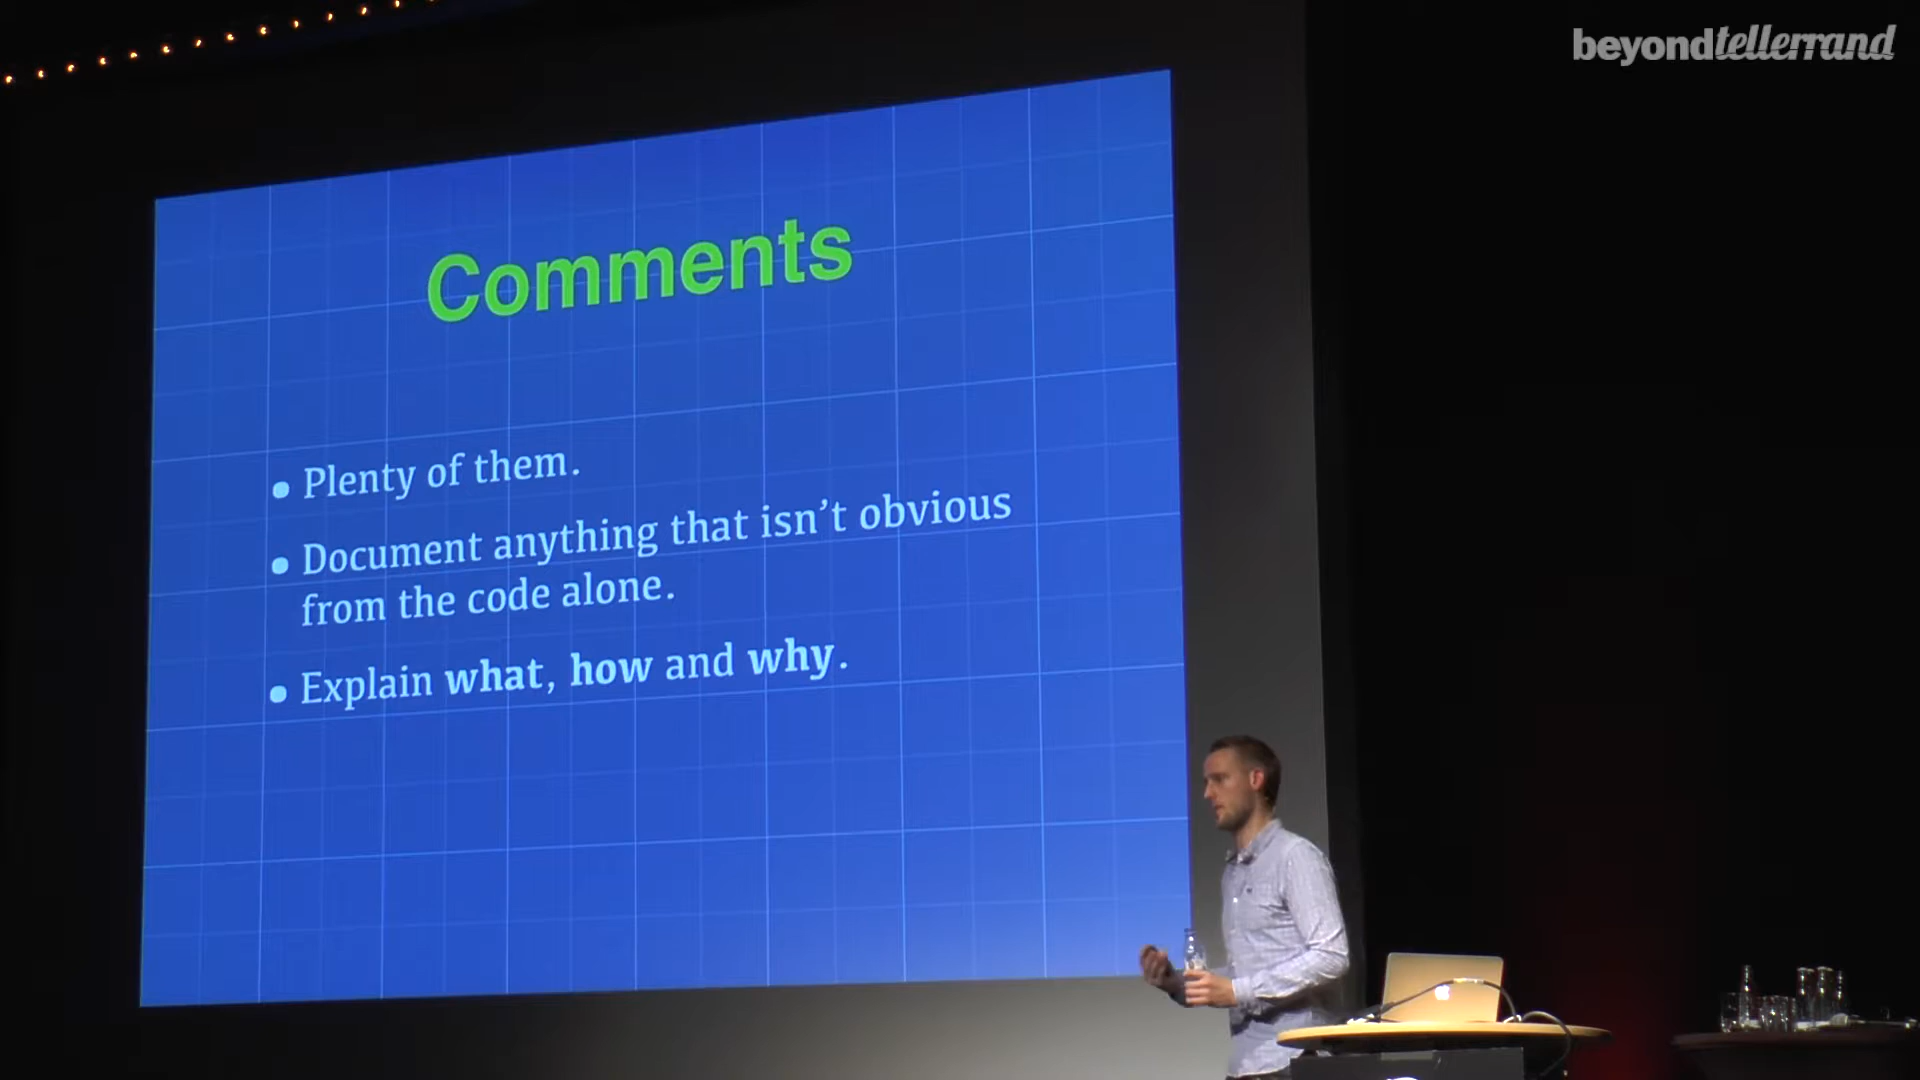 beyondtellerrand
Comments
• Plenty of them.
• Document anything that isn’t obvious
from the code alone.
• Explain what, how and why.